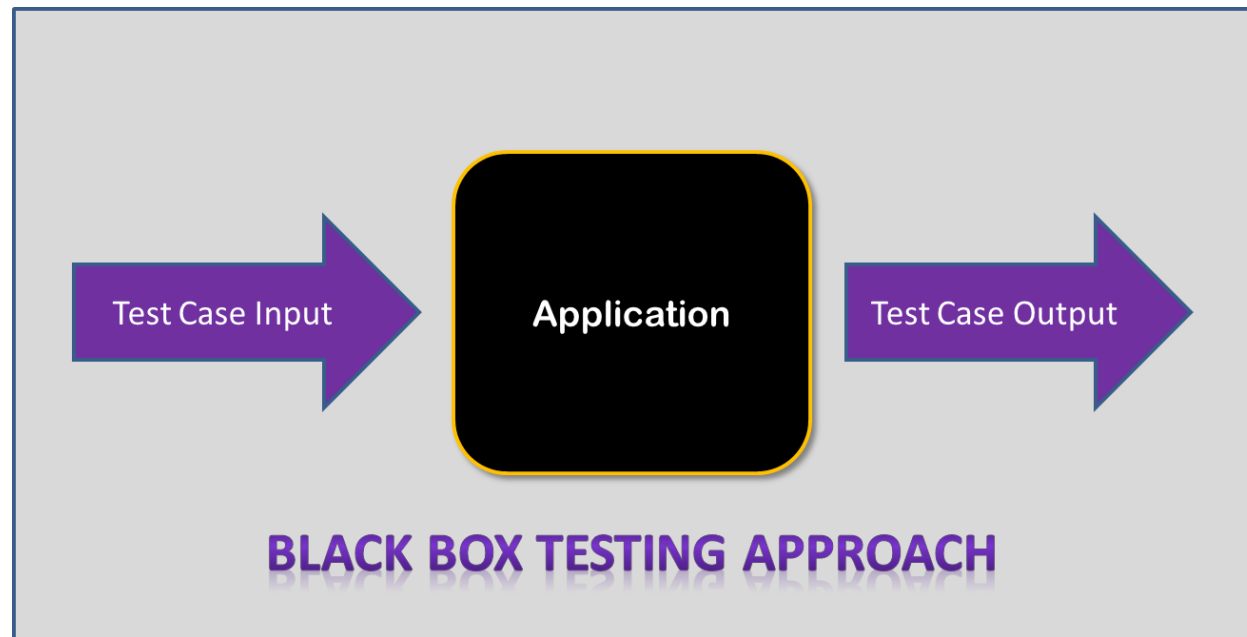 Test Case Input
Application
Test Case Output
BLACK BOX TESTING APPROACH